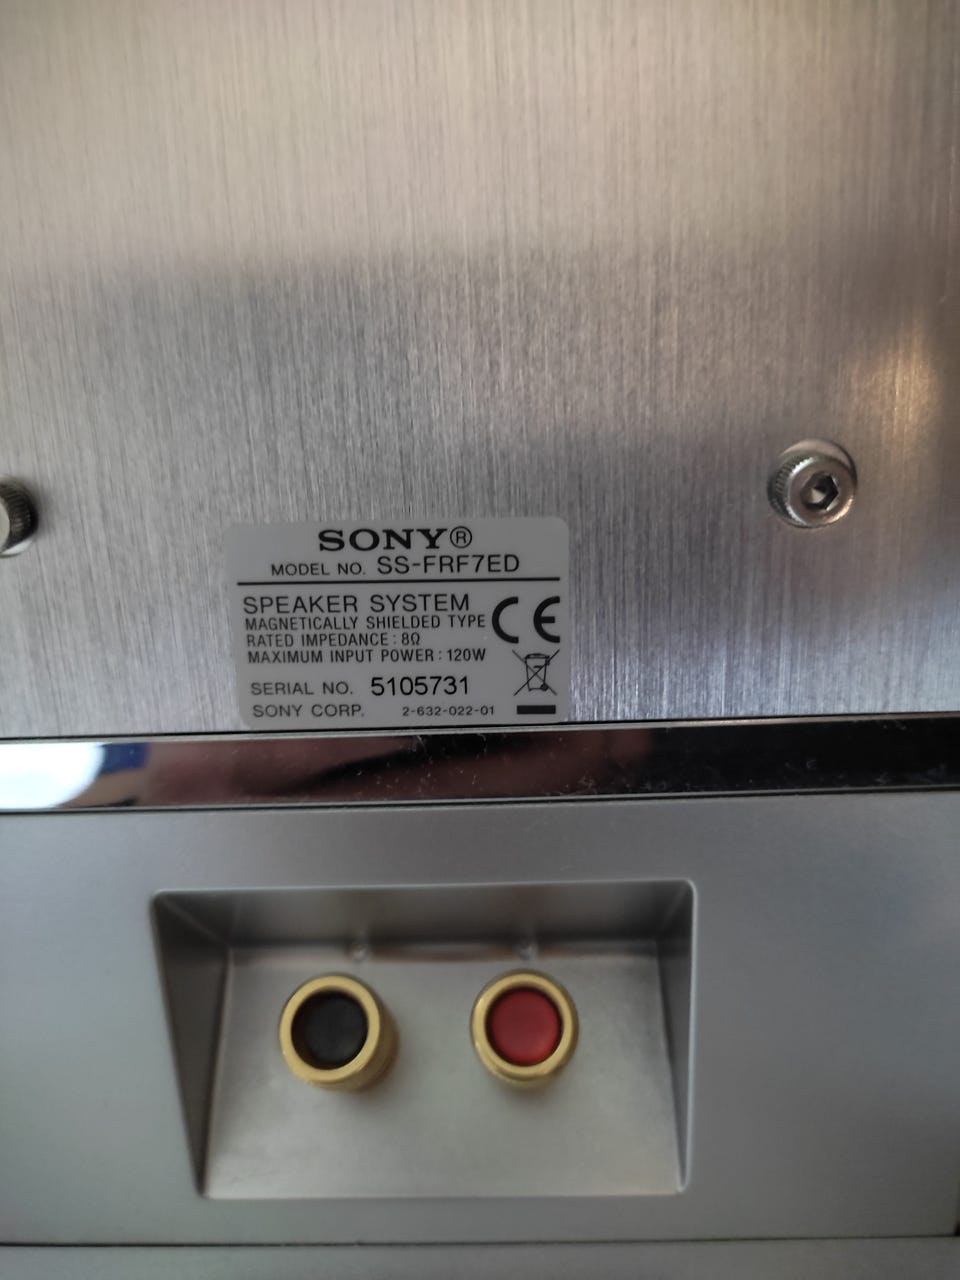 SONY®
MODEL NO. SS-FRF7ED
SPEAKER SYSTEM
MAGNETICALLY SHIELDED TYPE
RATED IMPEDANCE : 8Ω
MAXIMUM INPUT POWER : 120W
CE
SERIAL NO. 5105731
SONY CORP. 2-632-022-01